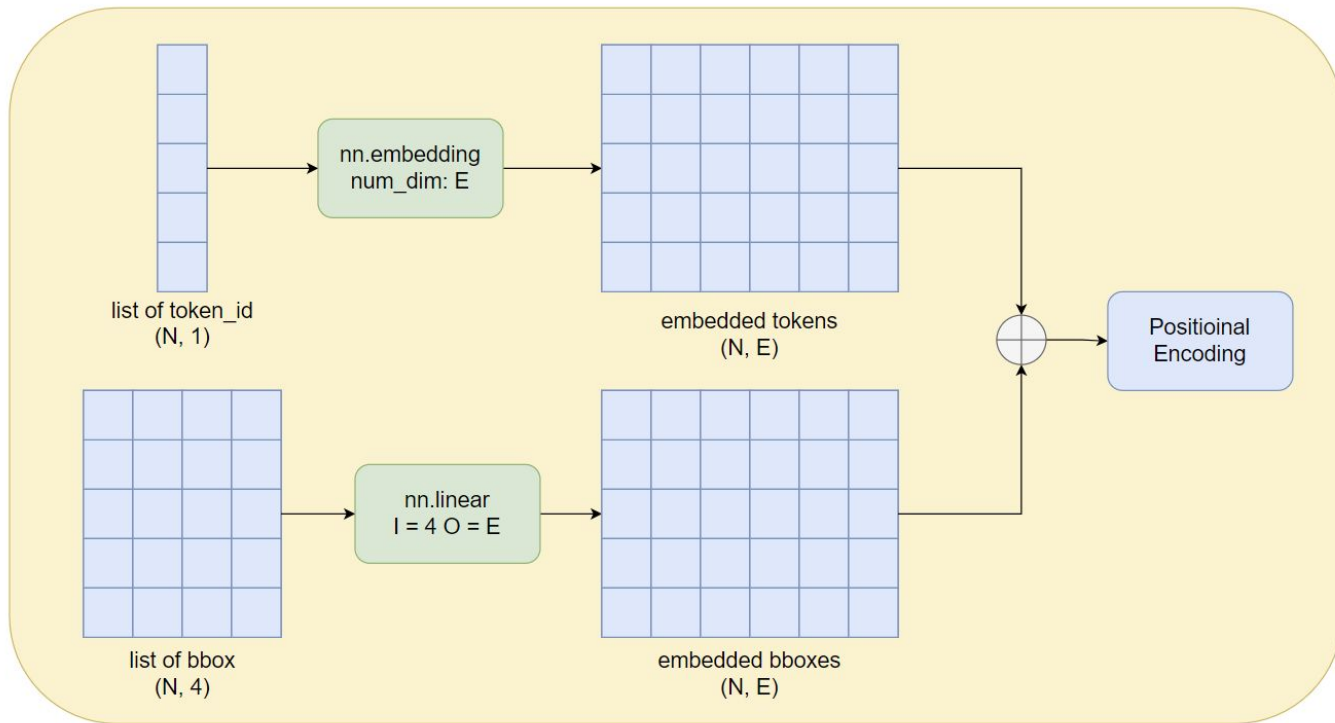 nn.embedding
num_dim: E
list of token_id
(N, 1)
embedded tokens
(N, E)
Positioinal
Encoding
nn.linear
I = 4 O = E
list of bbox
(N, 4)
embedded bboxes
(N, E)